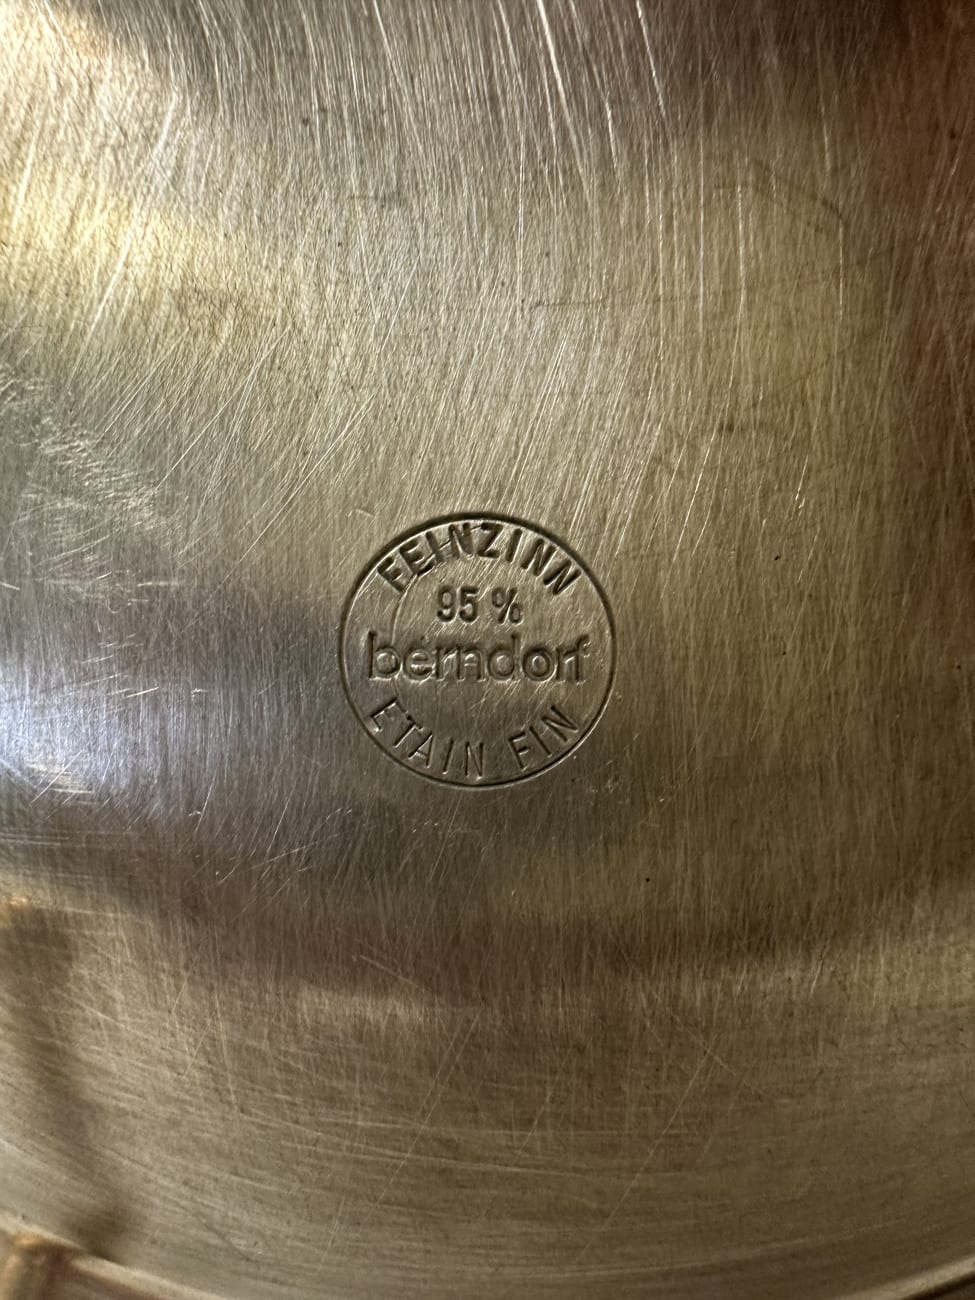 FEINZINN
95 %
berndorf
ETAIN FIN